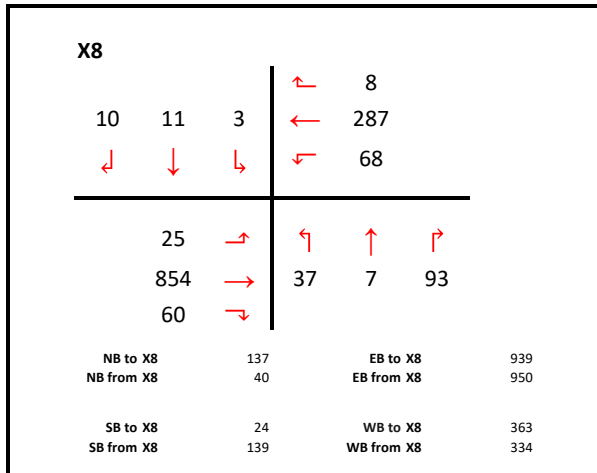 X8
8
10 11 3 287
68
25
854 37 7 93
60
NB to X8 137 EB to X8 939
NB from X8 40 EB from X8 950
SB to X8 24 WB to X8 363
SB from X8 139 WB from X8 334